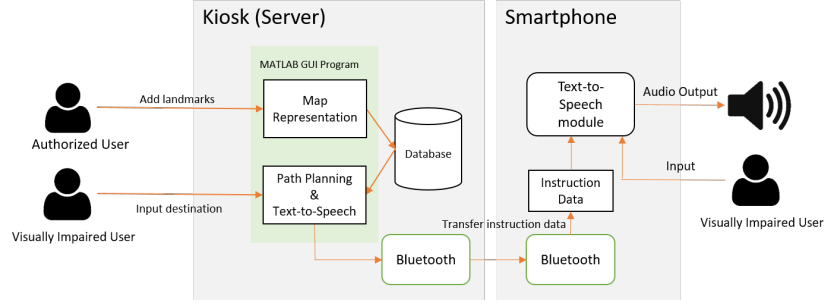 Kiosk (Server)
Smartphone
MATLAB GUI Program
Add landmarks
Map
Representation
Authorized User
Database
Text-to-
Speech
module
Audio Output
Path Planning
&
Text-to-Speech
Input destination
Visually Impaired User
Instruction
Data
Input
Visually Impaired User
Transfer instruction data
Bluetooth
Bluetooth